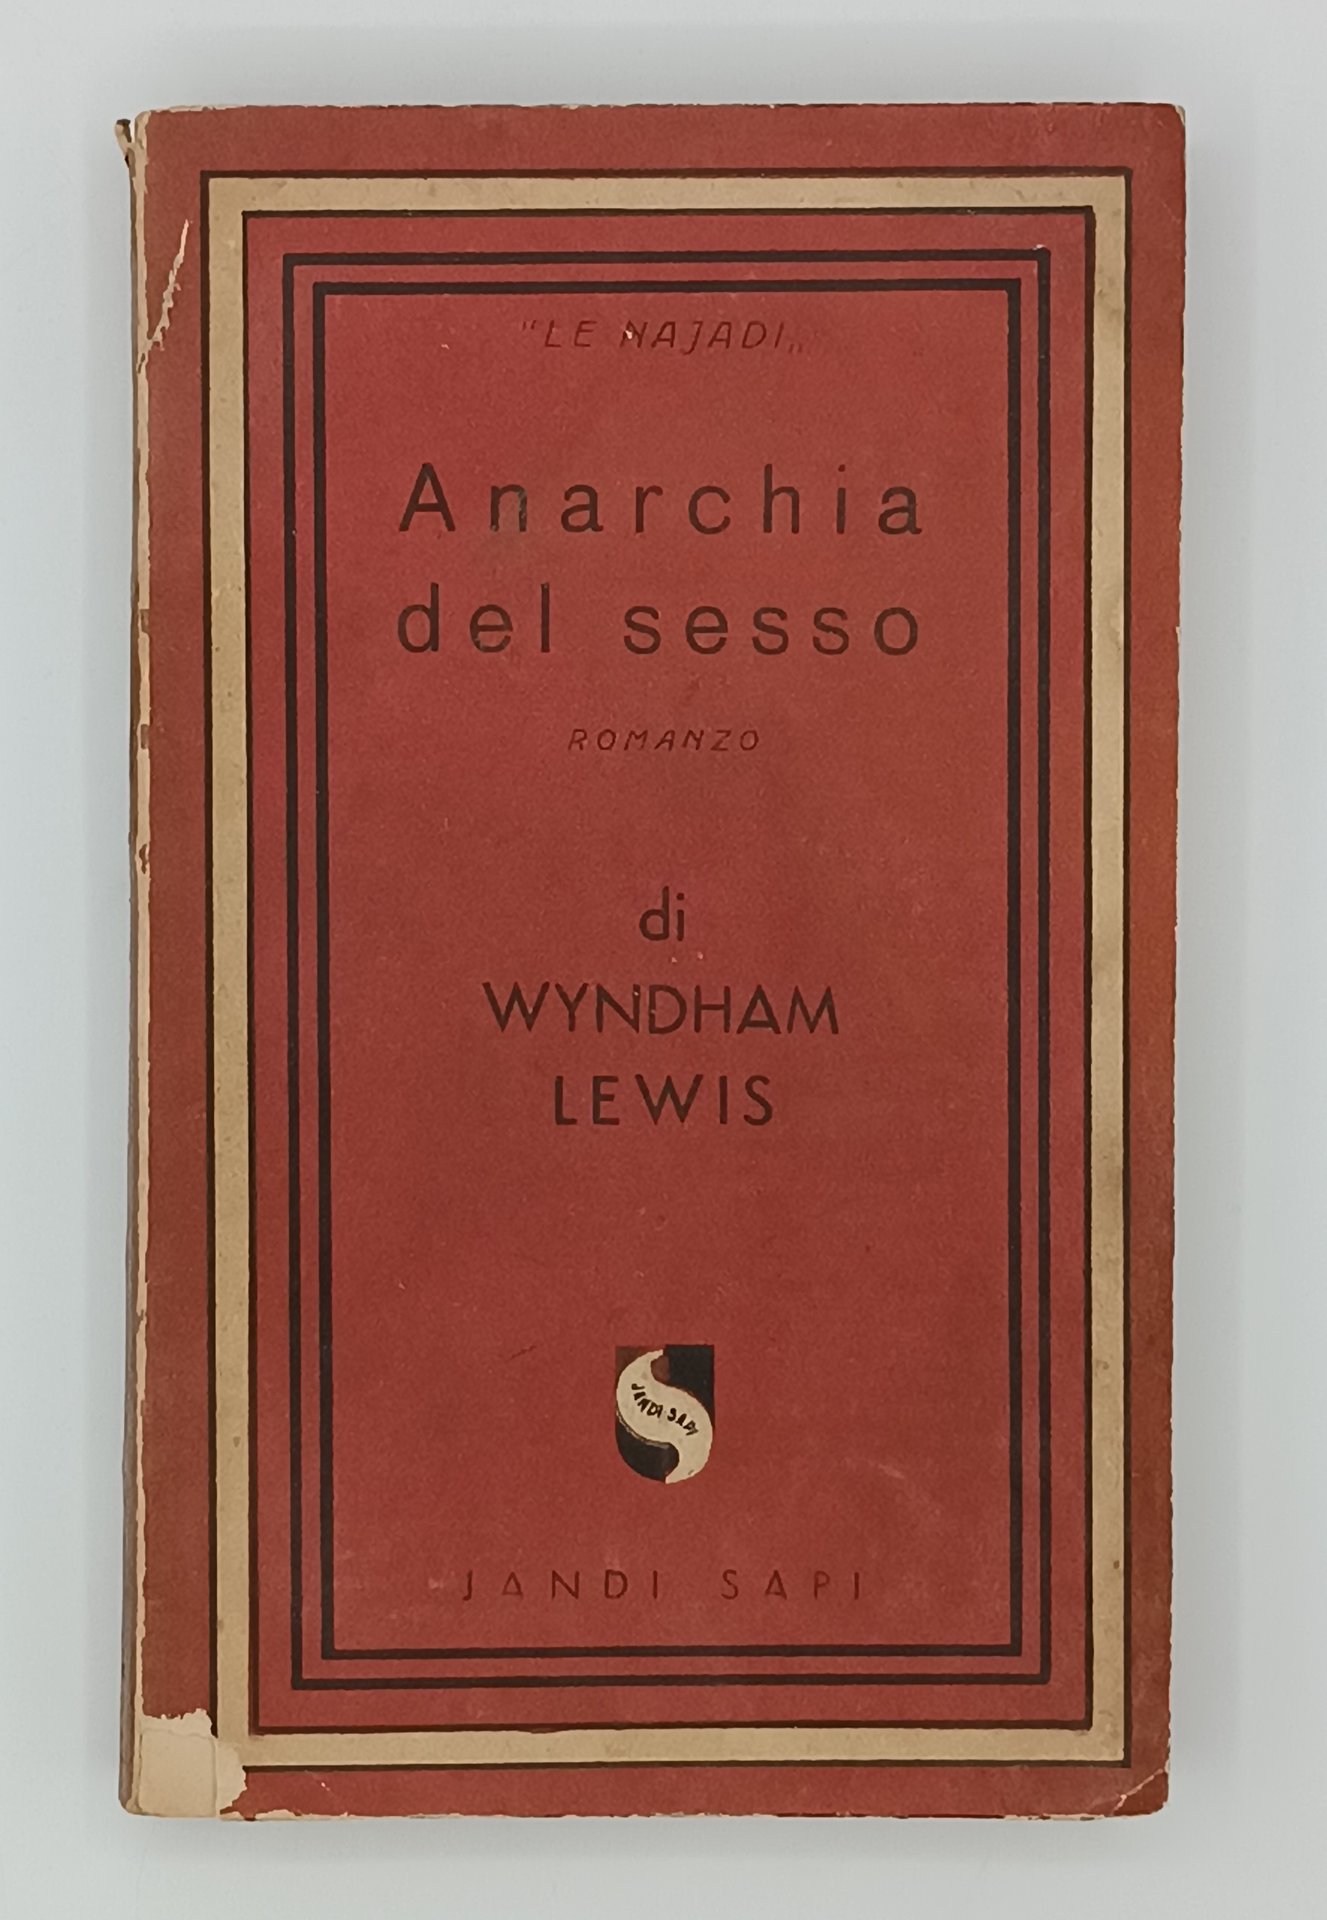 "LE NAJADI„
Anarchia
del sesso
ROMANZO
di
WYNDHAM
LEWIS
JANDI SAPI
JANDI SAPI